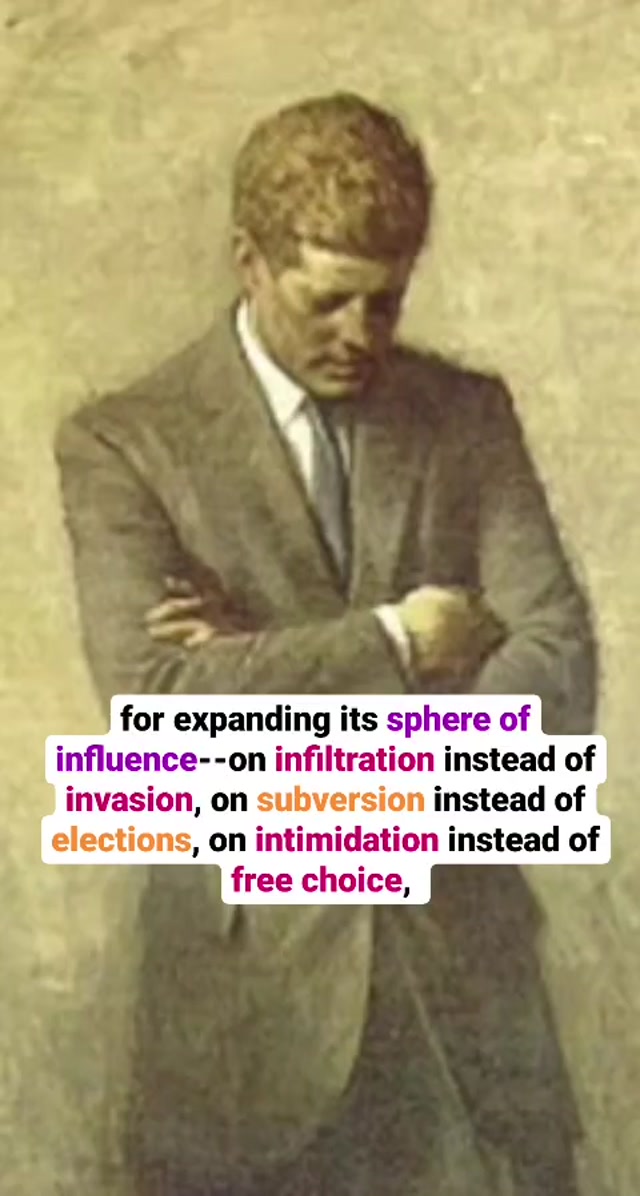 for expanding its sphere of
influence--on infiltration instead of
invasion, on subversion instead of
elections, on intimidation instead of
free choice,